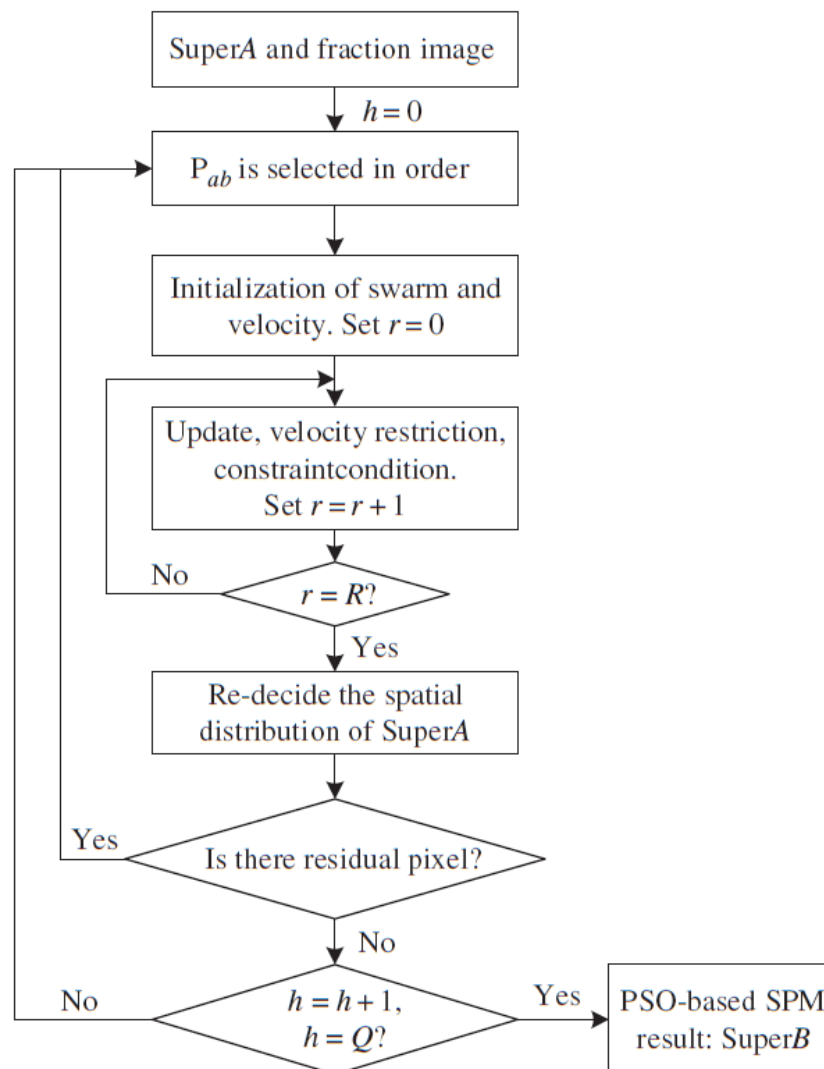 SuperA and fraction image
h = 0
Pab is selected in order
Initialization of swarm and
velocity. Set r = 0
Update, velocity restriction,
constraintcondition.
Set r = r + 1
No
r = R?
Yes
Re-decide the spatial
distribution of SuperA
Yes
Is there residual pixel?
No
No
h = h + 1,
h = Q?
Yes
PSO-based SPM
result: SuperB